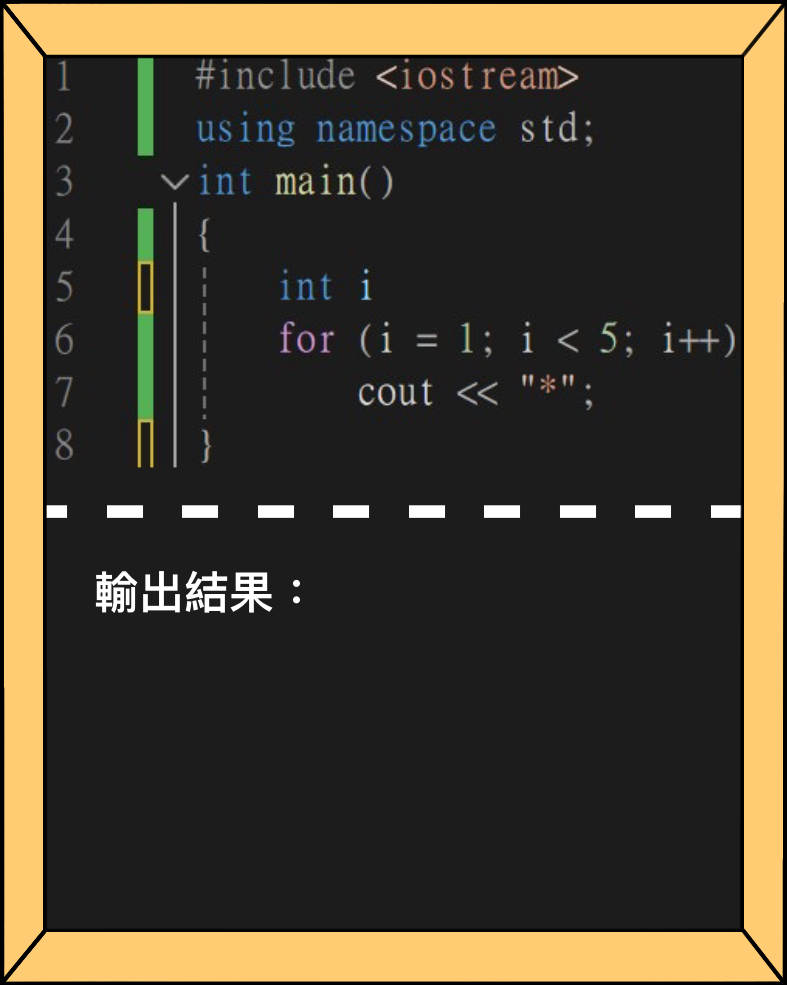 1 #include <iostream>
2 using namespace std;
3 int main()
4 {
5 int i
6 for (i = 1; i < 5; i++)
7 cout << "*";
8 }
輸出結果：